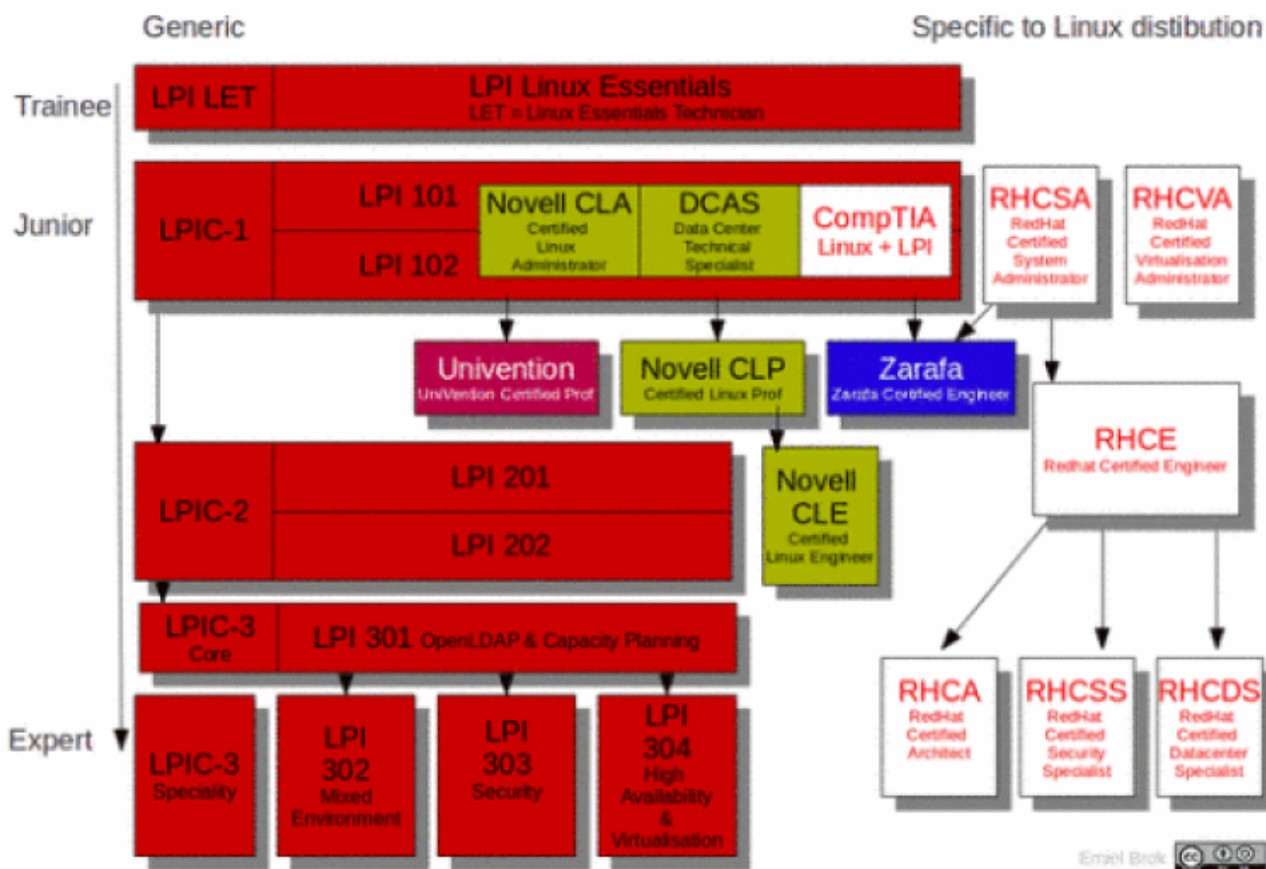 Generic
Specific to Linux distibution
Trainee
LPI LET
LPI Linux Essentials
LET = Linux Essentials Technician
Junior
LPIC-1
LPI 101
LPI 102
Novell CLA
Certified
Linux
Administrator
DCAS
Data Center
Technical
Specialist
CompTIA
Linux + LPI
RHCSA
RedHat
Certified
System
Administrator
RHCVA
RedHat
Certified
Virtualisation
Administrator
Univention
UniVention Certified Prof
Novell CLP
Certified Linux Prof
Zarafa
Zarafa Certified Engineer
RHCE
Redhat Certified Engineer
LPIC-2
LPI 201
LPI 202
Novell
CLE
Certified
Linux Engineer
LPIC-3
Core
LPI 301 OpenLDAP & Capacity Planning
Expert
LPIC-3
Speciality
LPI
302
Mixed
Environment
LPI
303
Security
LPI
304
High
Availability
&
Virtualisation
RHCA
RedHat
Certified
Architect
RHCSS
RedHat
Certified
Security
Specialist
RHCDS
RedHat
Certified
Datacenter
Specialist
Emiel Brok
cc